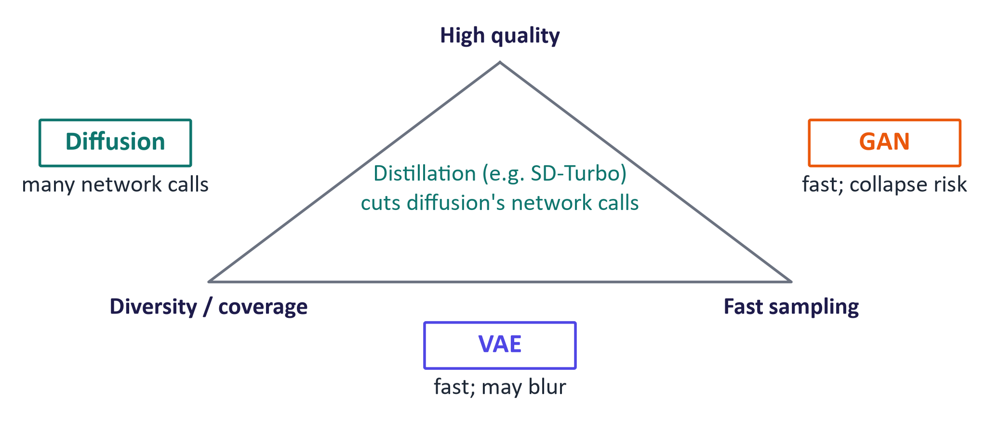 High quality
Diffusion
many network calls
GAN
fast; collapse risk
Distillation (e.g. SD-Turbo)
cuts diffusion's network calls
Diversity / coverage
Fast sampling
VAE
fast; may blur